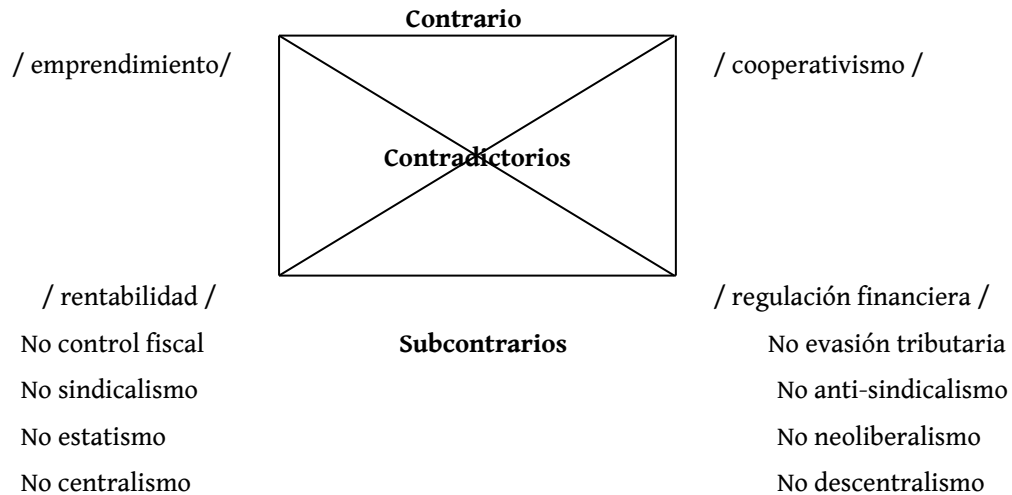 Contrario
/ emprendimiento/ / cooperativismo /
Contradictorios
/ rentabilidad / / regulación financiera /
No control fiscal Subcontrarios No evasión tributaria
No sindicalismo No anti-sindicalismo
No estatismo No neoliberalismo
No centralismo No descentralismo